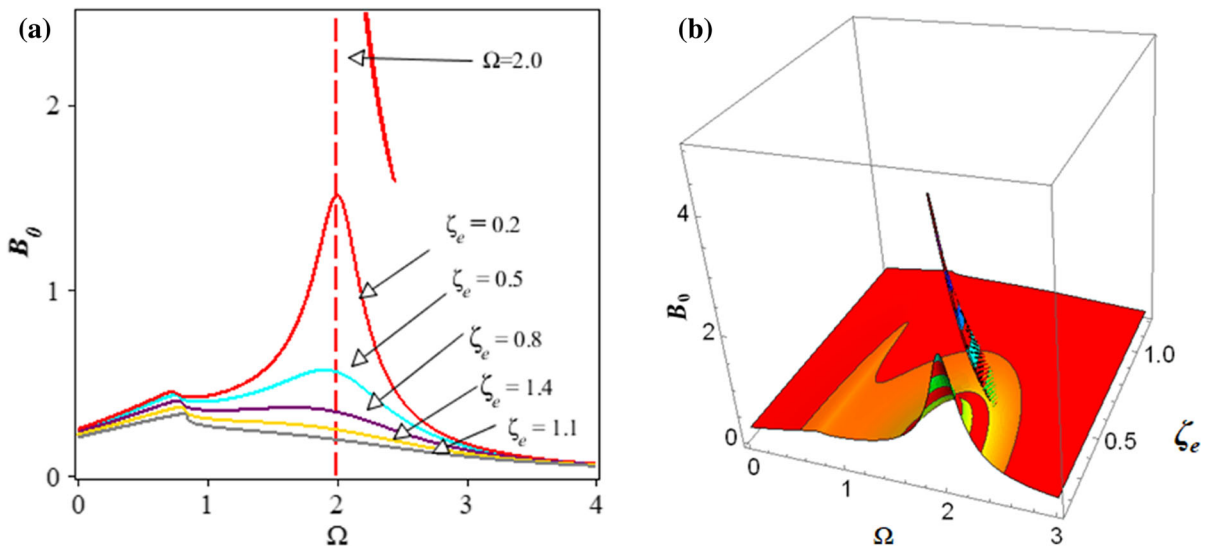 (a)
2
1
0
B₀
Ω=2.0
ζₑ = 0.2
ζₑ = 0.5
ζₑ = 0.8
ζₑ = 1.4
ζₑ = 1.1
0 1 2 3 4
Ω
(b)
4
2
0
B₀
0 1 2 3
Ω
1.0
0.5
ζₑ